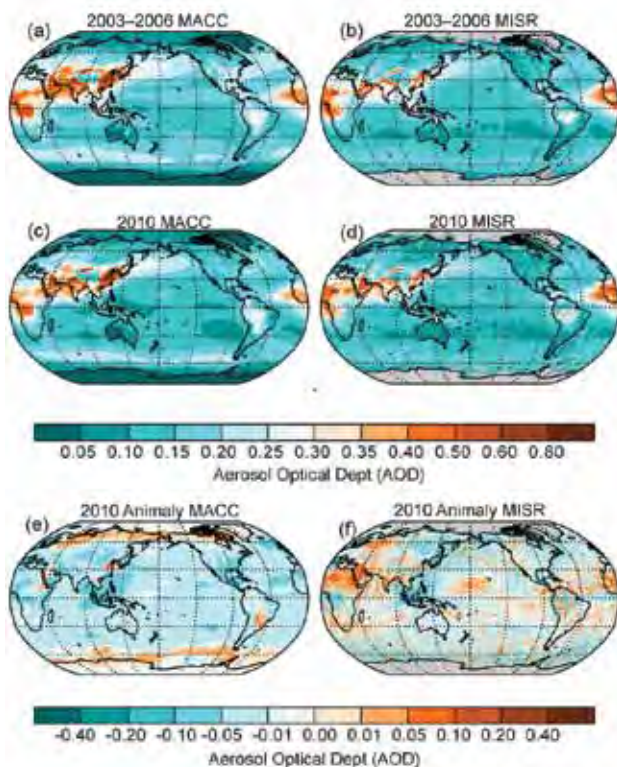 (a) 2003–2006 MACC
(b) 2003–2006 MISR
(c) 2010 MACC
(d) 2010 MISR
0.05 0.10 0.15 0.20 0.25 0.30 0.35 0.40 0.50 0.60 0.80
Aerosol Optical Dept (AOD)
(e) 2010 Animaly MACC
(f) 2010 Animaly MISR
-0.40 -0.20 -0.10 -0.05 -0.01 0.00 0.01 0.05 0.10 0.20 0.40
Aerosol Optical Dept (AOD)